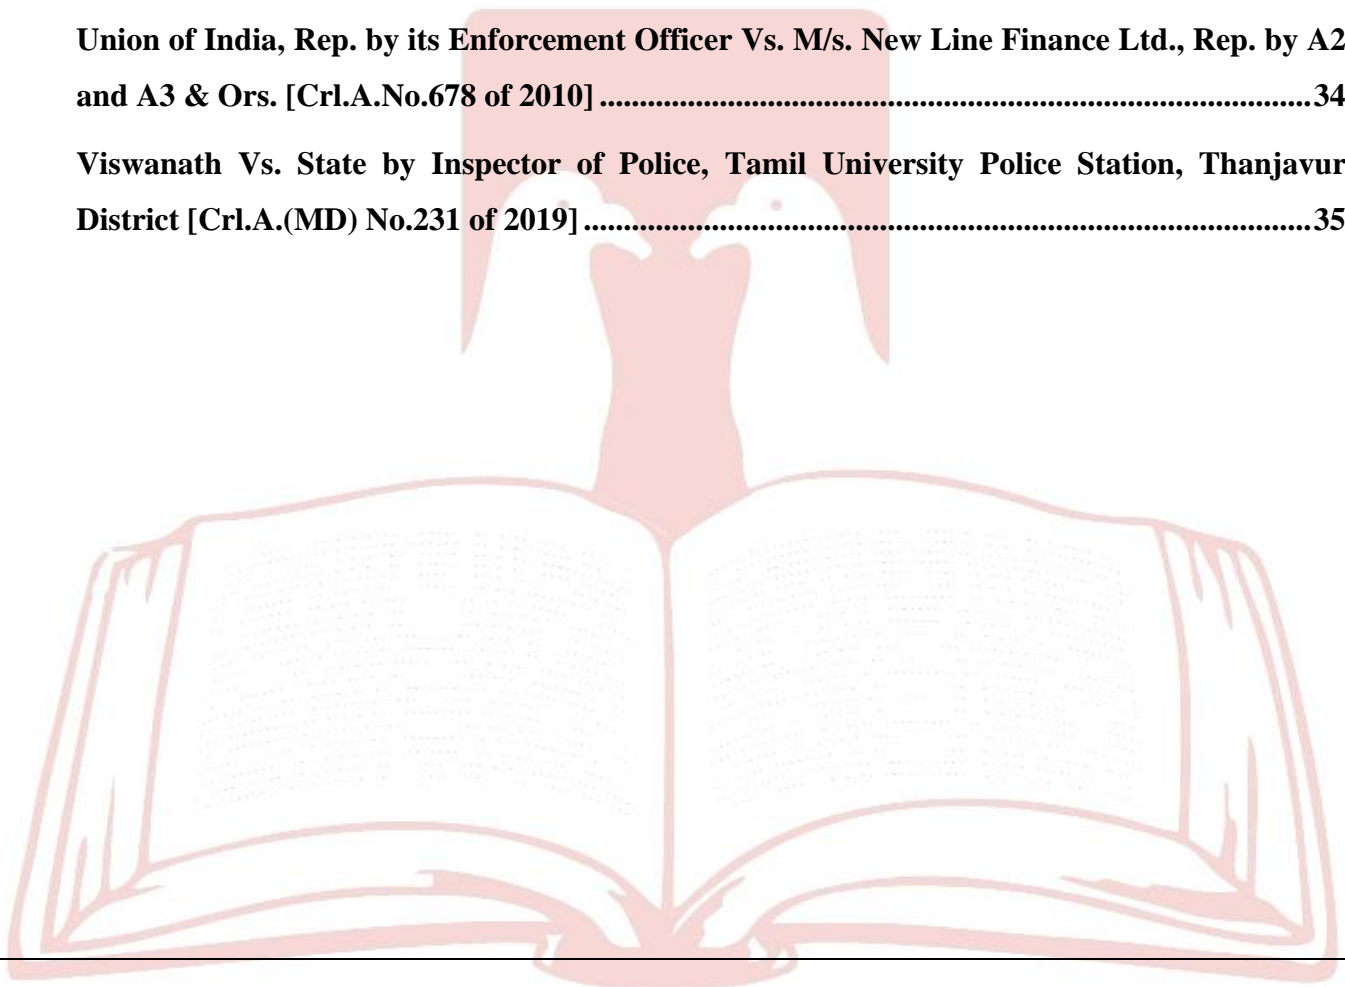 Union of India, Rep. by its Enforcement Officer Vs. M/s. New Line Finance Ltd., Rep. by A2
and A3 & Ors. [Crl.A.No.678 of 2010] ........................................................................................34
Viswanath Vs. State by Inspector of Police, Tamil University Police Station, Thanjavur
District [Crl.A.(MD) No.231 of 2019] ..........................................................................................35